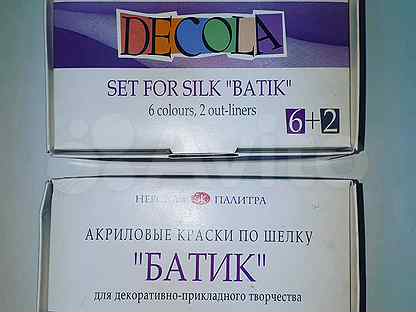 DECOLA
SET FOR SILK "BATIK"
6 colours, 2 out-liners
6+2
НЕВСКАЯ ПАЛИТРА
АКРИЛОВЫЕ КРАСКИ ПО ШЕЛКУ
"БАТИК"
для декоративно-прикладного творчества